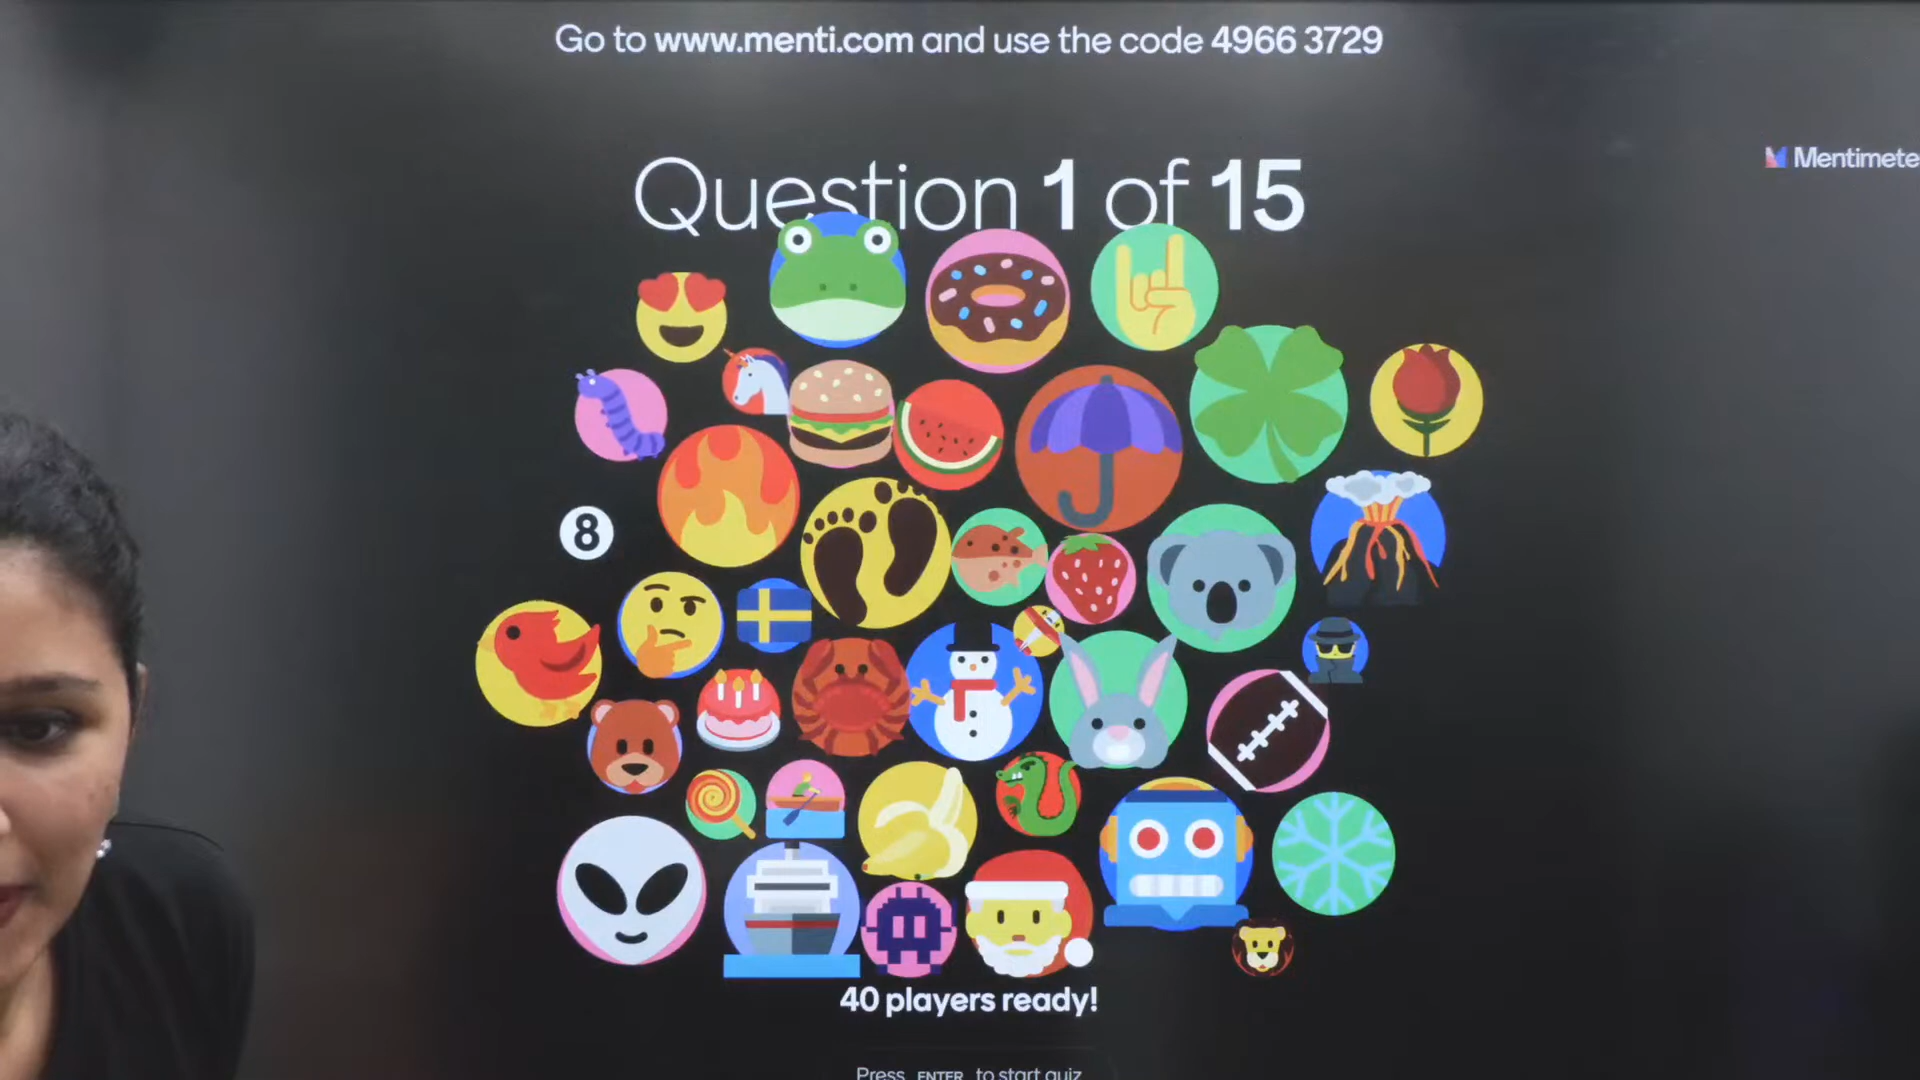 Go to www.menti.com and use the code 4966 3729
Mentimete
Question 1 of 15
8
40 players ready!
Press ENTER to start quiz